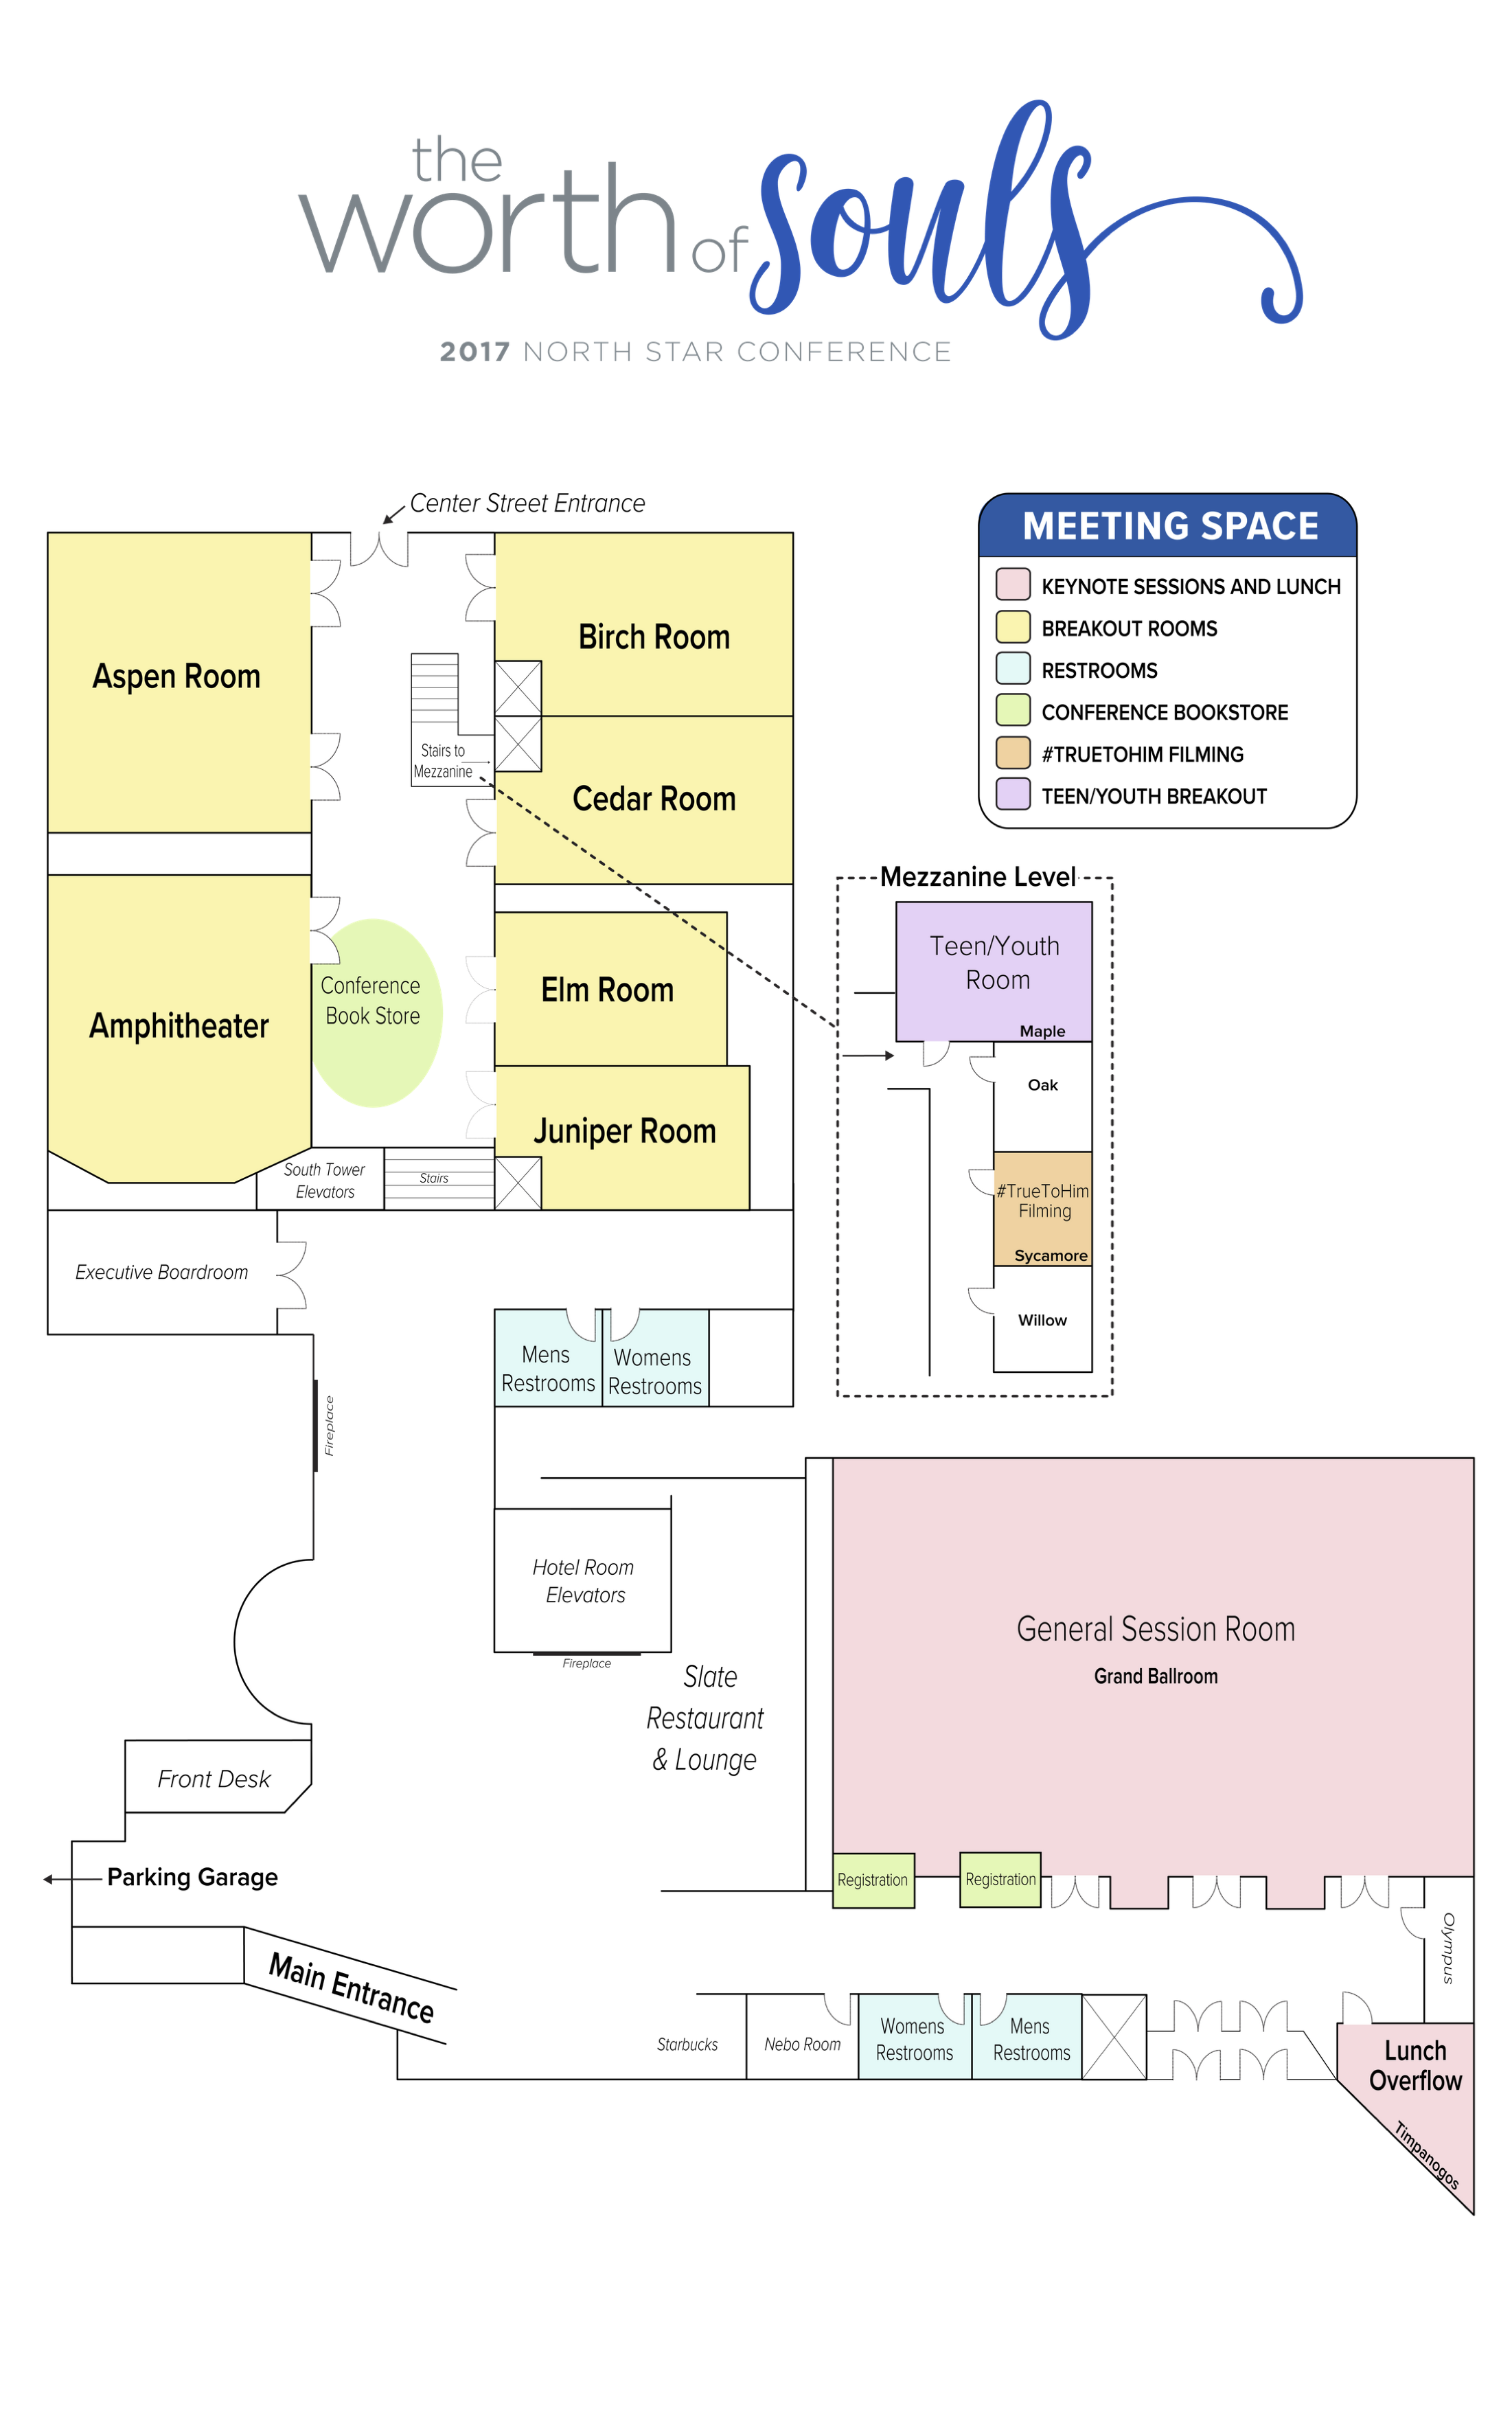 the
worth of souls
2017 NORTH STAR CONFERENCE
Center Street Entrance
MEETING SPACE
KEYNOTE SESSIONS AND LUNCH
BREAKOUT ROOMS
RESTROOMS
CONFERENCE BOOKSTORE
#TRUETOHIM FILMING
TEEN/YOUTH BREAKOUT
Aspen Room
Birch Room
Stairs to
Mezzanine
Cedar Room
Conference
Book Store
Elm Room
Amphitheater
Juniper Room
South Tower
Elevators
Stairs
Mezzanine Level
Teen/Youth
Room
Maple
Oak
#TrueToHim
Filming
Sycamore
Willow
Executive Boardroom
Mens
Restrooms
Womens
Restrooms
Fireplace
Hotel Room
Elevators
Fireplace
Slate
Restaurant
& Lounge
General Session Room
Grand Ballroom
Front Desk
Parking Garage
Main Entrance
Registration
Registration
Olympus
Starbucks
Nebo Room
Womens
Restrooms
Mens
Restrooms
Lunch
Overflow
Timpanogos